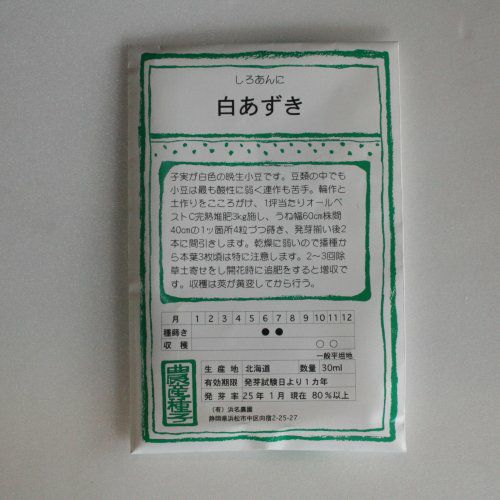 しろあんに
白あずき
子実が白色の晩生小豆です。豆類の中でも
小豆は最も酸性に弱く連作も苦手。輪作と
土作りをこころがけ、1坪当たりオールベ
ストC完熟堆肥3kg施し、うね幅60cm株間
40cmの1ッ箇所4粒づつ蒔き、発芽揃い後2
本に間引きします。乾燥に弱いので播種か
ら本葉3枚頃は特に注意します。2～3回除
草土寄せをし開花時に追肥をすると増収で
す。収穫は莢が黄変してから行う。
月 1 2 3 4 5 6 7 8 9 10 11 12
種蒔き ●●
収穫 ○○
一般平坦地
生産地 北海道 数量 30ml
有効期限 発芽試験日より1カ年
発芽率 25年 1月 現在 80%以上
(有)浜名農園
静岡県浜松市中区向宿2-25-27